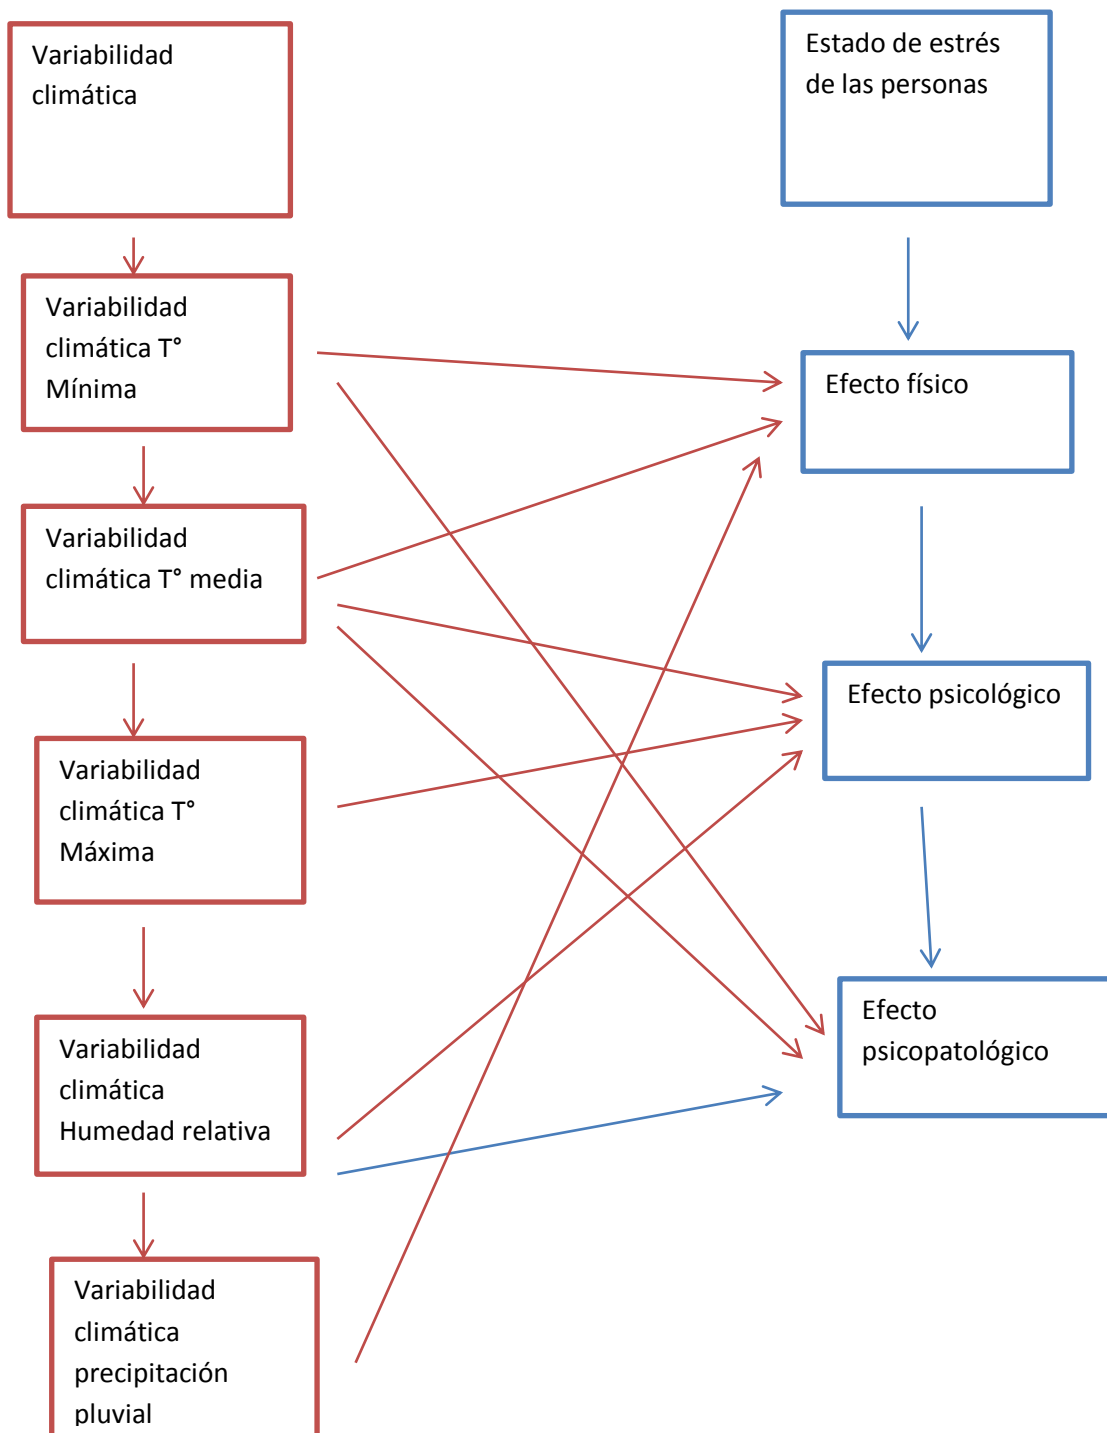 Variabilidad
climática
Estado de estrés
de las personas
Variabilidad
climática T°
Mínima
Efecto físico
Variabilidad
climática T° media
Efecto psicológico
Variabilidad
climática T°
Máxima
Efecto
psicopatológico
Variabilidad
climática
Humedad relativa
Variabilidad
climática
precipitación
pluvial